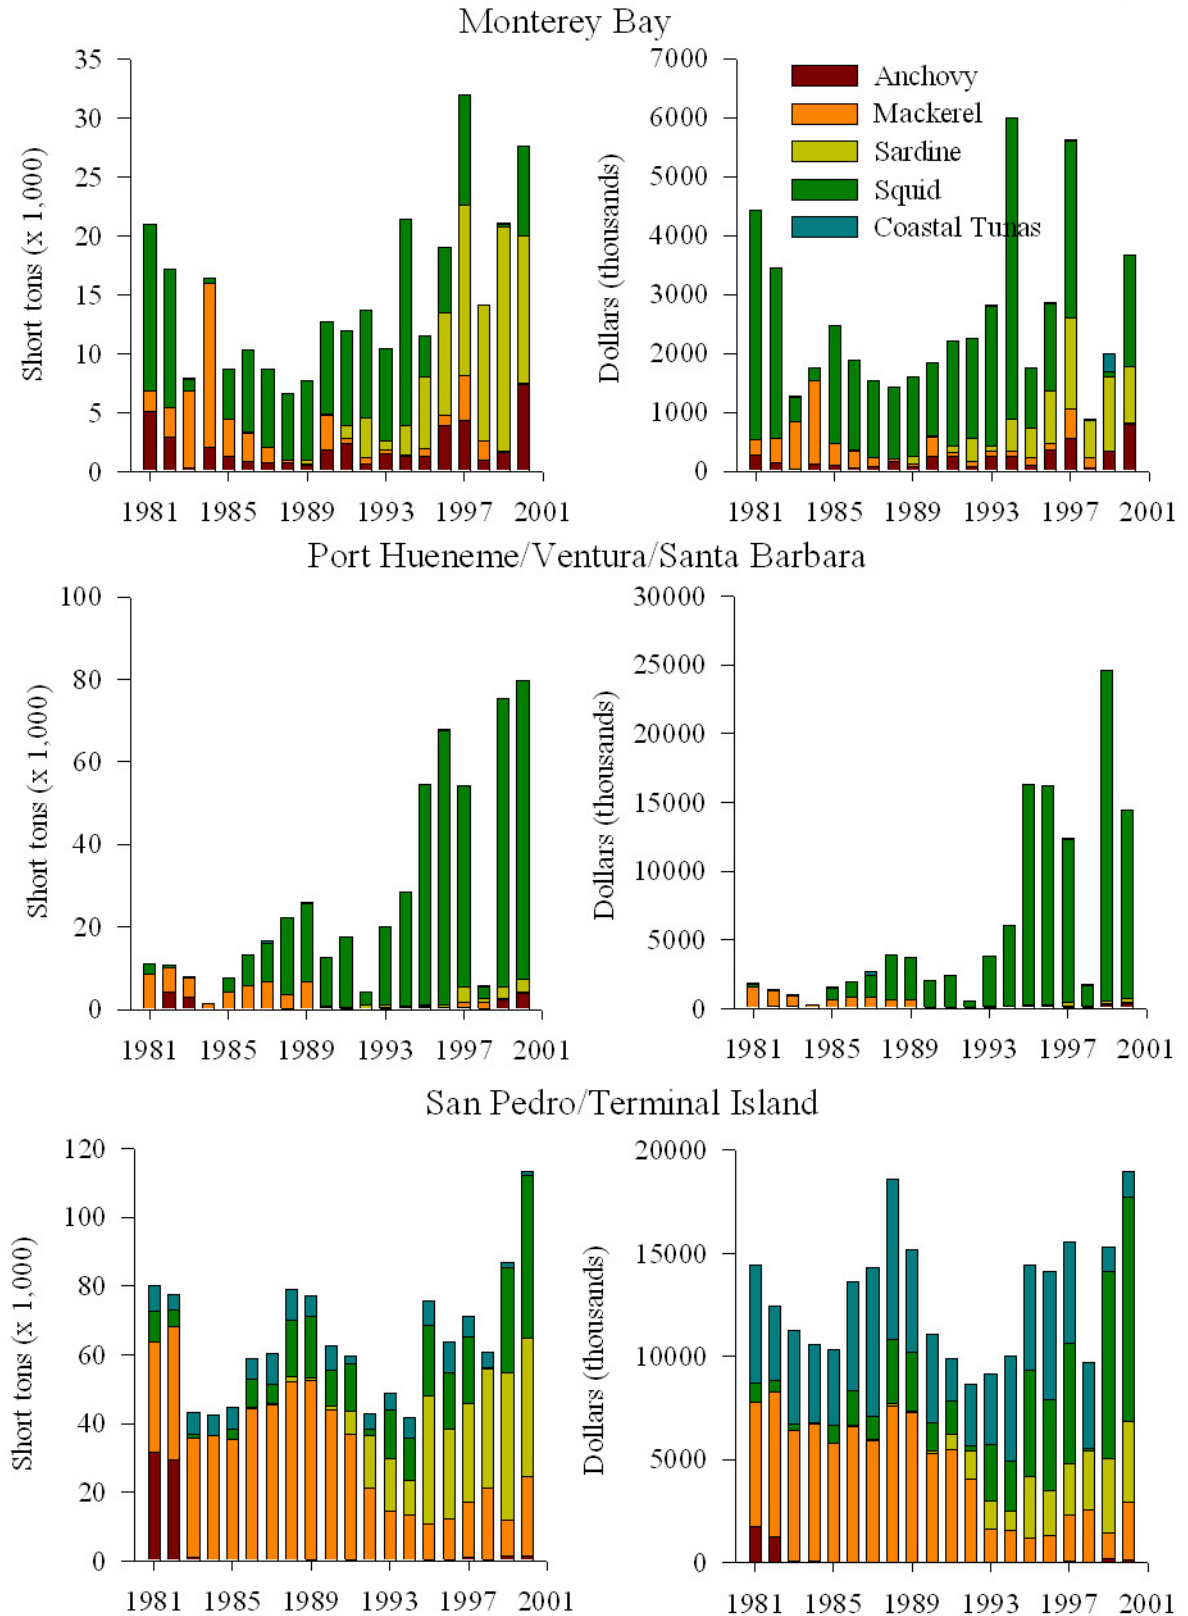 Monterey Bay
Short tons (x 1,000)
35
30
25
20
15
10
5
0
1981 1985 1989 1993 1997 2001
Dollars (thousands)
7000
6000
5000
4000
3000
2000
1000
0
1981 1985 1989 1993 1997 2001
Anchovy
Mackerel
Sardine
Squid
Coastal Tunas
Port Hueneme/Ventura/Santa Barbara
Short tons (x 1,000)
100
80
60
40
20
0
1981 1985 1989 1993 1997 2001
Dollars (thousands)
30000
25000
20000
15000
10000
5000
0
1981 1985 1989 1993 1997 2001
San Pedro/Terminal Island
Short tons (x 1,000)
120
100
80
60
40
20
0
1981 1985 1989 1993 1997 2001
Dollars (thousands)
20000
15000
10000
5000
0
1981 1985 1989 1993 1997 2001